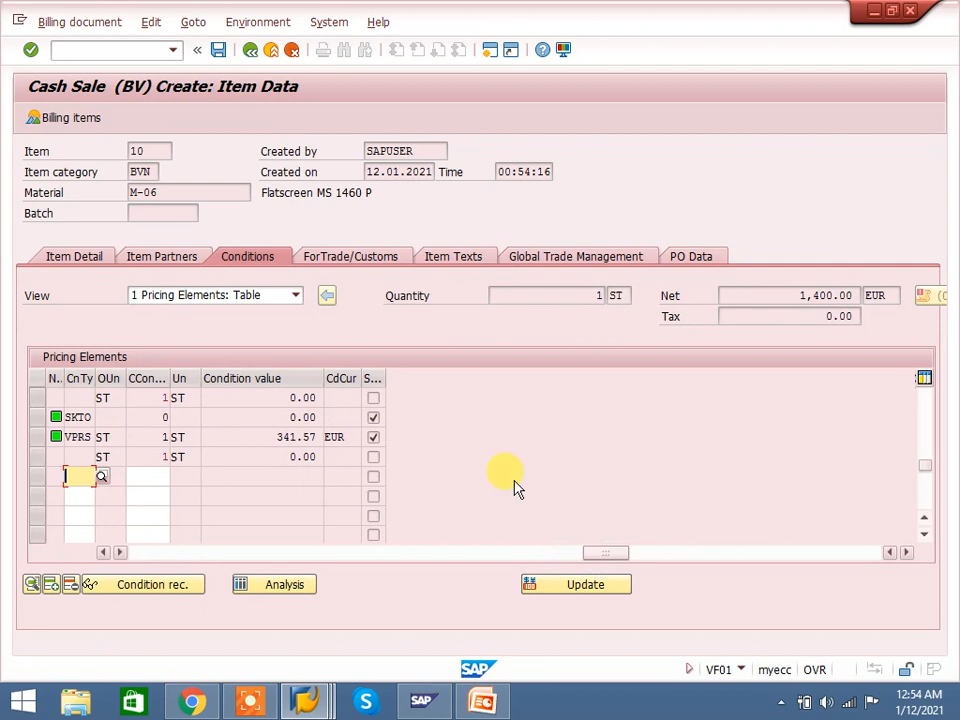 Billing document Edit Goto Environment System Help
Cash Sale (BV) Create: Item Data
Billing items
Item 10 Created by SAPUSER
Item category BVN Created on 12.01.2021 Time 00:54:16
Material M-06 Flatscreen MS 1460 P
Batch
Item Detail Item Partners Conditions ForTrade/Customs Item Texts Global Trade Management PO Data
View 1 Pricing Elements: Table Quantity 1 ST Net 1,400.00 EUR
Tax 0.00
Pricing Elements
N.. CnTy OUn CCon... Un Condition value CdCur S...
ST 1 ST 0.00
SKTO 0 0.00
VPRS ST 1 ST 341.57 EUR
ST 1 ST 0.00
Condition rec. Analysis Update
SAP VF01 myecc OVR
SAP 12:54 AM
1/12/2021